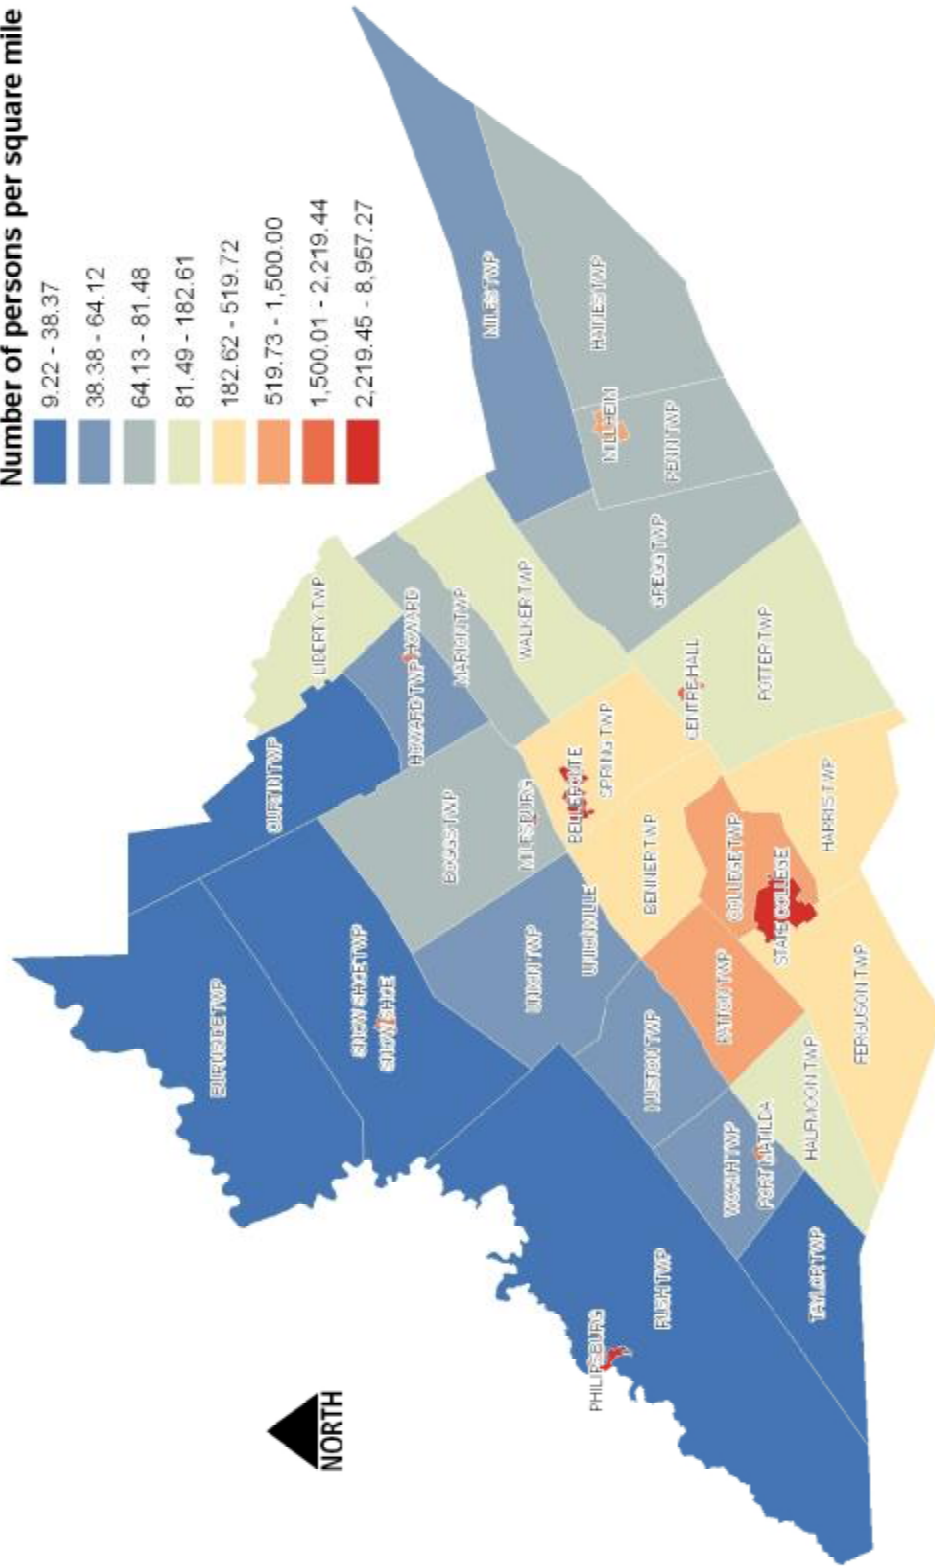 Number of persons per square mile
9.22 - 38.37
38.38 - 64.12
64.13 - 81.48
81.49 - 182.61
182.62 - 519.72
519.73 - 1,500.00
1,500.01 - 2,219.44
2,219.45 - 8,957.27
NORTH
BURNSIDE TWP
SNOW SHOE TWP
SNOW SHOE
CURTIN TWP
LIBERTY TWP
HOWARD TWP
HOWARD
MARION TWP
WALKER TWP
MILES TWP
HAINES TWP
MILLHEIM
PENN TWP
GREGG TWP
POTTER TWP
CENTRE HALL
BOGGS TWP
MILESBURG
BELLEFONTE
SPRING TWP
BENNER TWP
UNION TWP
UNIONVILLE
HUSTON TWP
PATTON TWP
COLLEGE TWP
STATE COLLEGE
HARRIS TWP
FERGUSON TWP
HALFMOON TWP
WORTH TWP
PORT MATILDA
TAYLOR TWP
RUSH TWP
PHILIPSBURG